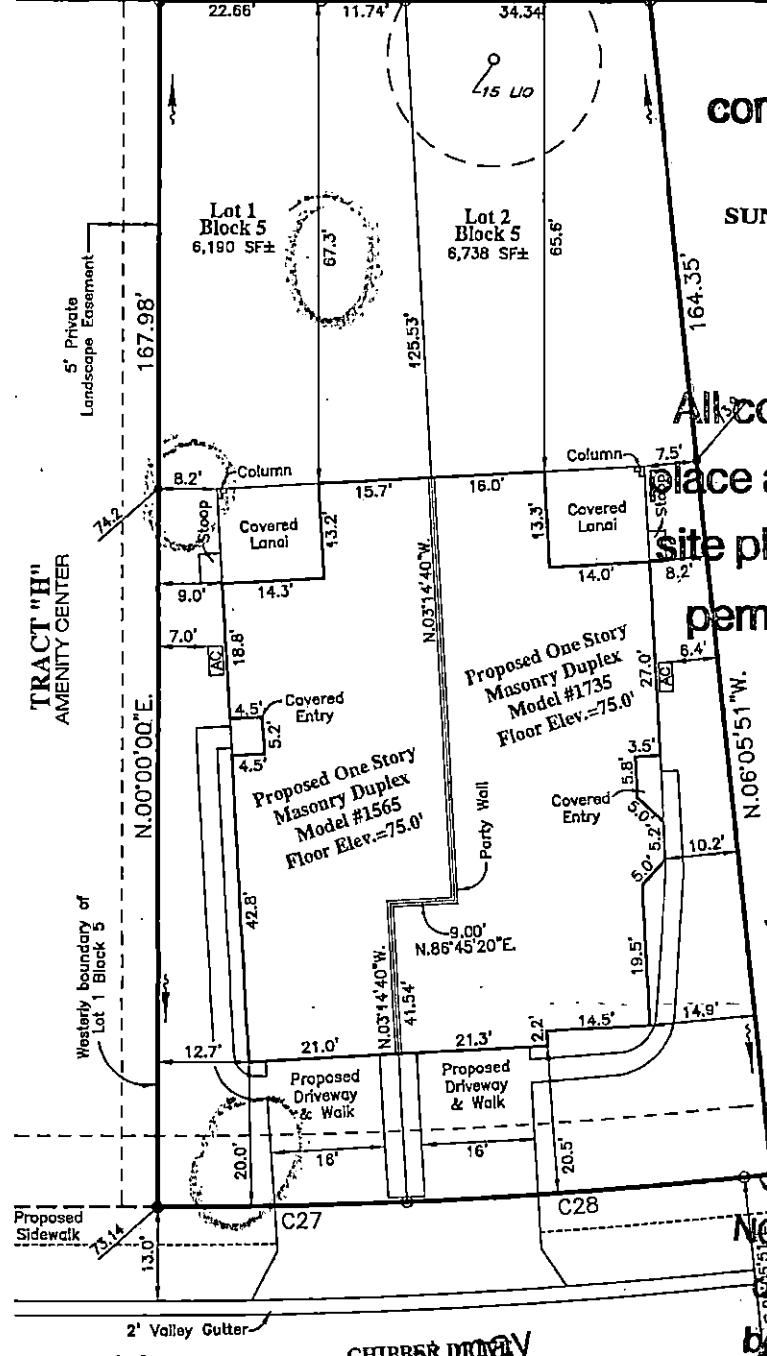 22.66'
11.74'
34.34'
15 LIO
Lot 1
Block 5
6,190 SF±
Lot 2
Block 5
6,738 SF±
SUN
67.3'
65.6'
5' Private
Landscape Easement
167.98'
125.53'
164.35'
8.2'
Column
Column
7.5'
place a
74.2
Stoop
Covered
Lanai
15.7'
16.0'
13.2'
13.3'
Covered
Lanai
Stoop
site pl
9.0'
14.3'
14.0'
8.2'
7.0'
AC
18.8'
N.03°14'40"W.
perm
TRACT "H"
AMENITY CENTER
Proposed One Story
Masonry Duplex
Model #1735
Floor Elev.=75.0'
27.0'
AC
6.4'
N.06°05'51"W.
N.00°00'00"E.
4.5'
5.2'
4.5'
Covered
Entry
3.5'
5.8'
Covered
Entry
5.0'
5.2'
5.0'
10.2'
Proposed One Story
Masonry Duplex
Model #1565
Floor Elev.=75.0'
Party Wall
9.00'
N.86°45'20"E.
42.8'
19.5'
Westerly boundary of
Lot 1 Block 5
N.03°14'40"W.
41.54'
12.7'
21.0'
21.3'
2.2'
14.5'
14.9'
Proposed
Driveway
& Walk
Proposed
Driveway
& Walk
16'
16'
20.0'
20.5'
C27
C28
Proposed
Sidewalk
73.14
13.0'
2' Valley Gutter